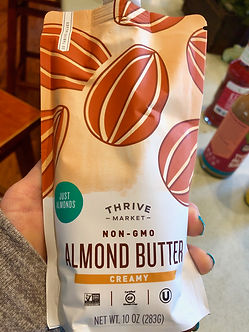 JUST
ALMONDS
THRIVE
MARKET
NON-GMO
ALMOND BUTTER
CREAMY
NET WT. 10 OZ (283G)